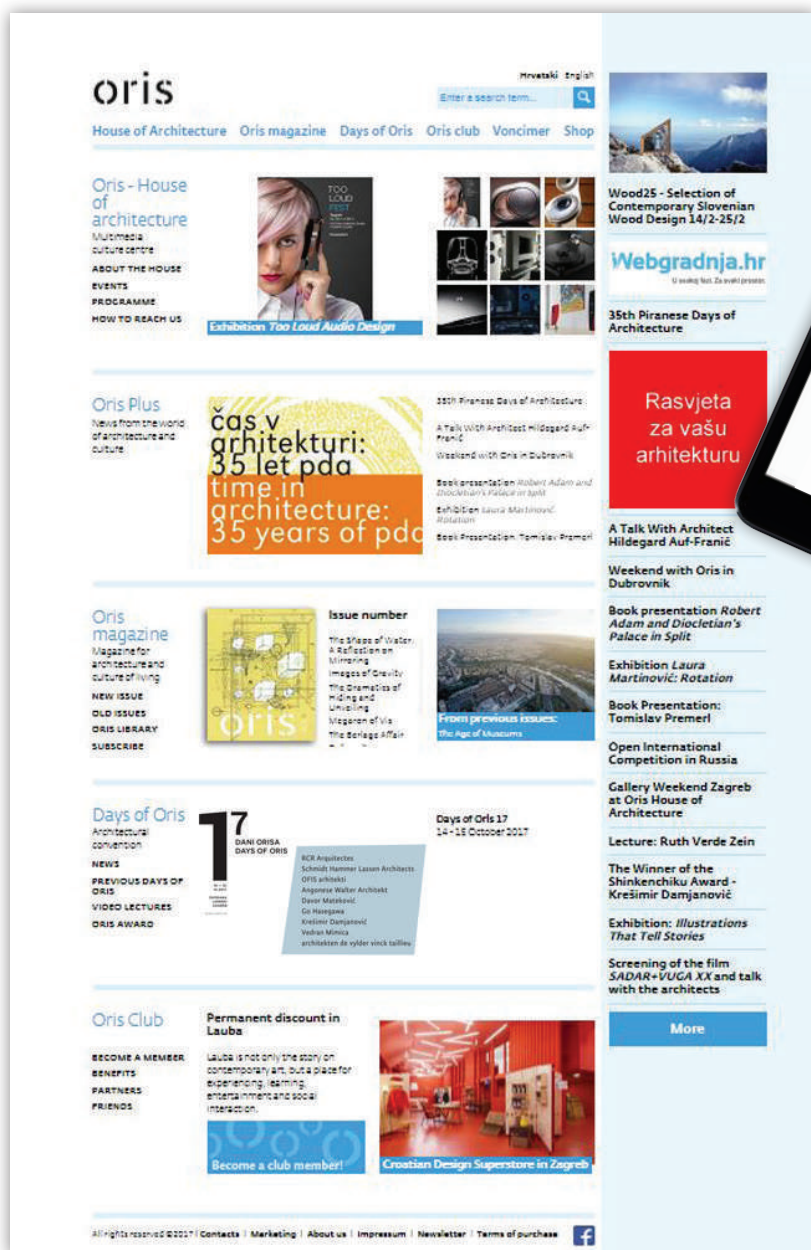 oris
Hrvatski English
Enter a search term...
House of Architecture Oris magazine Days of Oris Oris club Voncimer Shop
Oris - House
of
architecture
Multimedia
culture centre
ABOUT THE HOUSE
EVENTS
PROGRAMME
HOW TO REACH US
TOO
LOUD
FEST
Exhibition Too Loud Audio Design
Oris Plus
News from the world
of architecture and
culture
čas v
arhitekturi:
35 let pda
time in
architecture:
35 years of pda
35th Piranese Days of Architecture
A Talk With Architect Hildegard Auf-
Franić
Weekend with Oris in Dubrovnik
Book presentation Robert Adam and
Diocletian's Palace in Split
Exhibition Laura Martinović:
Rotation
Book Presentation: Tomislav Premerl
Oris
magazine
Magazine for
architecture and
culture of living
NEW ISSUE
OLD ISSUES
ORIS LIBRARY
SUBSCRIBE
oris
Issue number
The Shape of Water:
A Reflection on
Mirroring
Images of Gravity
The Dramatics of
Hiding and
Unveiling
Megaron of Vis
The Berlage Affair
From previous issues:
The Age of Museums
Days of Oris
Architectural
convention
NEWS
PREVIOUS DAYS OF
ORIS
VIDEO LECTURES
ORIS AWARD
17
DANI ORISA
DAYS OF ORIS
RCR Arquitectes
Schmidt Hammer Lassen Architects
OFIS arhitekti
Angonese Walter Architekt
Davor Mateković
Go Hasegawa
Krešimir Damjanović
Vedran Mimica
architekten de vylder vinck taillieu
Days of Oris 17
14 - 15 October 2017
Oris Club
BECOME A MEMBER
BENEFITS
PARTNERS
FRIENDS
Permanent discount in
Lauba
Lauba is not only the story on
contemporary art, but a place for
experiencing, learning,
entertainment and social
interaction.
Become a club member!
Croatian Design Superstore in Zagreb
All rights reserved ©2017 | Contacts | Marketing | About us | Impressum | Newsletter | Terms of purchase
f
Wood25 - Selection of
Contemporary Slovenian
Wood Design 14/2-25/2
Webgradnja.hr
U svakoj fazi. Za svaki prostor.
35th Piranese Days of
Architecture
Rasvjeta
za vašu
arhitekturu
A Talk With Architect
Hildegard Auf-Franić
Weekend with Oris in
Dubrovnik
Book presentation Robert
Adam and Diocletian's
Palace in Split
Exhibition Laura
Martinović: Rotation
Book Presentation:
Tomislav Premerl
Open International
Competition in Russia
Gallery Weekend Zagreb
at Oris House of
Architecture
Lecture: Ruth Verde Zein
The Winner of the
Shinkenchiku Award -
Krešimir Damjanović
Exhibition: Illustrations
That Tell Stories
Screening of the film
SADAR+VUGA XX and talk
with the architects
More